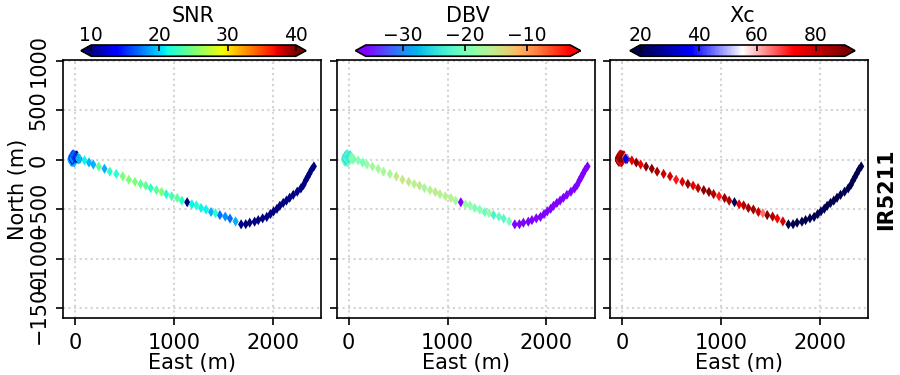 SNR DBV Xc
10 20 30 40 −30 −20 −10 20 40 60 80
1000
500
0
−500
−1000
−1500
North (m)
IR5211
0 1000 2000 0 1000 2000 0 1000 2000
East (m) East (m) East (m)